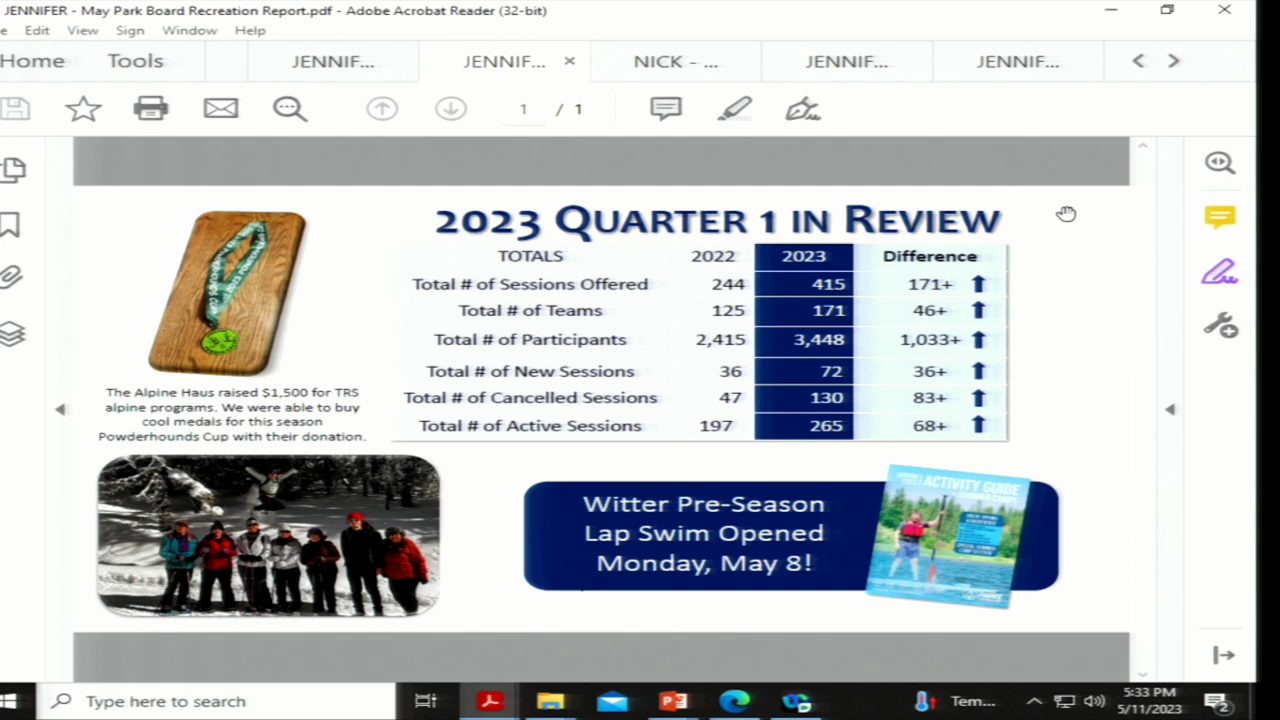 JENNIFER - May Park Board Recreation Report.pdf - Adobe Acrobat Reader (32-bit)
e Edit View Sign Window Help
Home Tools JENNIF... JENNIF... × NICK - ... JENNIF... JENNIF...
1 / 1
2023 QUARTER 1 IN REVIEW
TOTALS 2022 2023 Difference
Total # of Sessions Offered 244 415 171+
Total # of Teams 125 171 46+
Total # of Participants 2,415 3,448 1,033+
Total # of New Sessions 36 72 36+
Total # of Cancelled Sessions 47 130 83+
Total # of Active Sessions 197 265 68+
The Alpine Haus raised $1,500 for TRS
alpine programs. We were able to buy
cool medals for this season
Powderhounds Cup with their donation.
Witter Pre-Season
Lap Swim Opened
Monday, May 8!
ACTIVITY GUIDE
Type here to search
Tem...
5:33 PM
5/11/2023
2